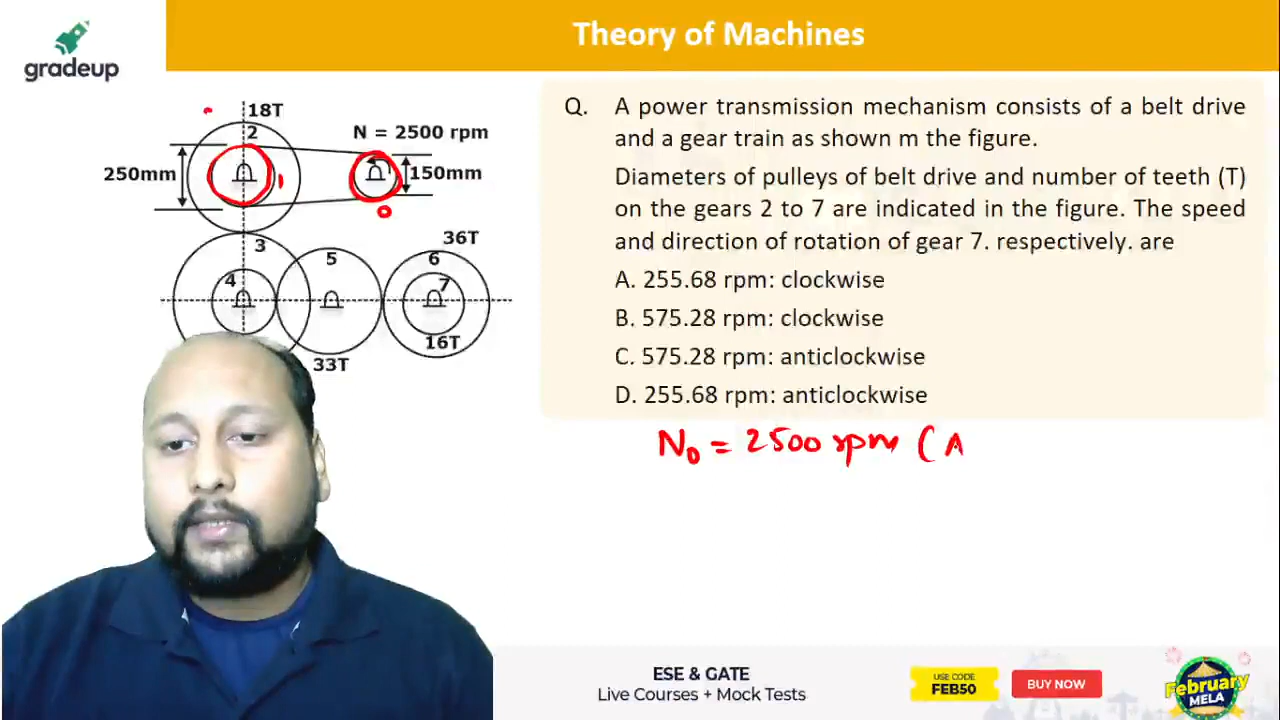 Theory of Machines
gradeup
18T
2
N = 2500 rpm
250mm
150mm
1
0
3
36T
5
6
4
7
16T
33T
Q. A power transmission mechanism consists of a belt drive
and a gear train as shown m the figure.
Diameters of pulleys of belt drive and number of teeth (T)
on the gears 2 to 7 are indicated in the figure. The speed
and direction of rotation of gear 7. respectively. are
A. 255.68 rpm: clockwise
B. 575.28 rpm: clockwise
C. 575.28 rpm: anticlockwise
D. 255.68 rpm: anticlockwise
N0 = 2500 rpm ( A
ESE & GATE
Live Courses + Mock Tests
USE CODE
FEB50
BUY NOW
February
MELA